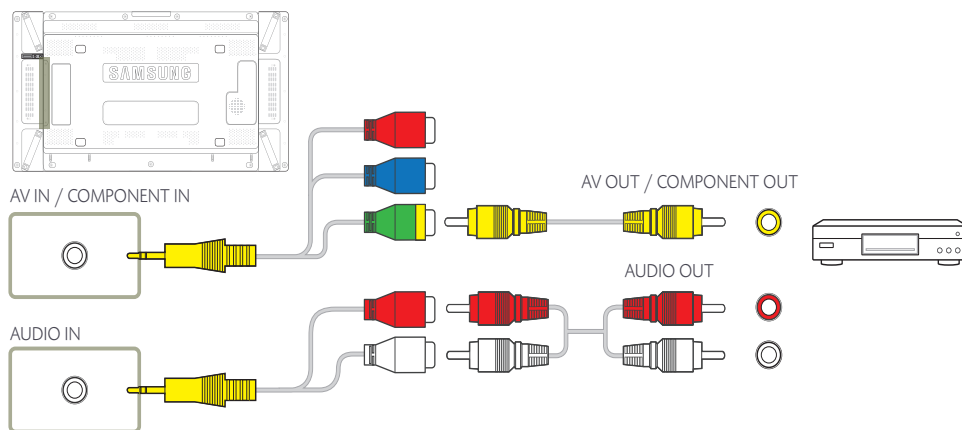 SAMSUNG
AV IN / COMPONENT IN
AV OUT / COMPONENT OUT
AUDIO OUT
AUDIO IN